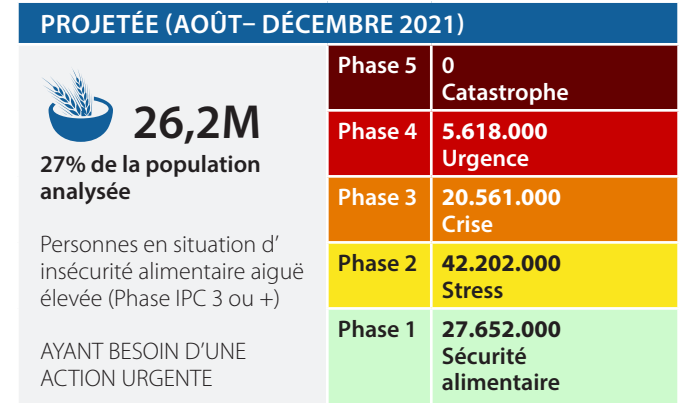 PROJETÉE (AOÛT– DÉCEMBRE 2021)
26,2M
27% de la population
analysée
Personnes en situation d’
insécurité alimentaire aiguë
élevée (Phase IPC 3 ou +)
AYANT BESOIN D’UNE
ACTION URGENTE
Phase 5 0
Catastrophe
Phase 4 5.618.000
Urgence
Phase 3 20.561.000
Crise
Phase 2 42.202.000
Stress
Phase 1 27.652.000
Sécurité
alimentaire